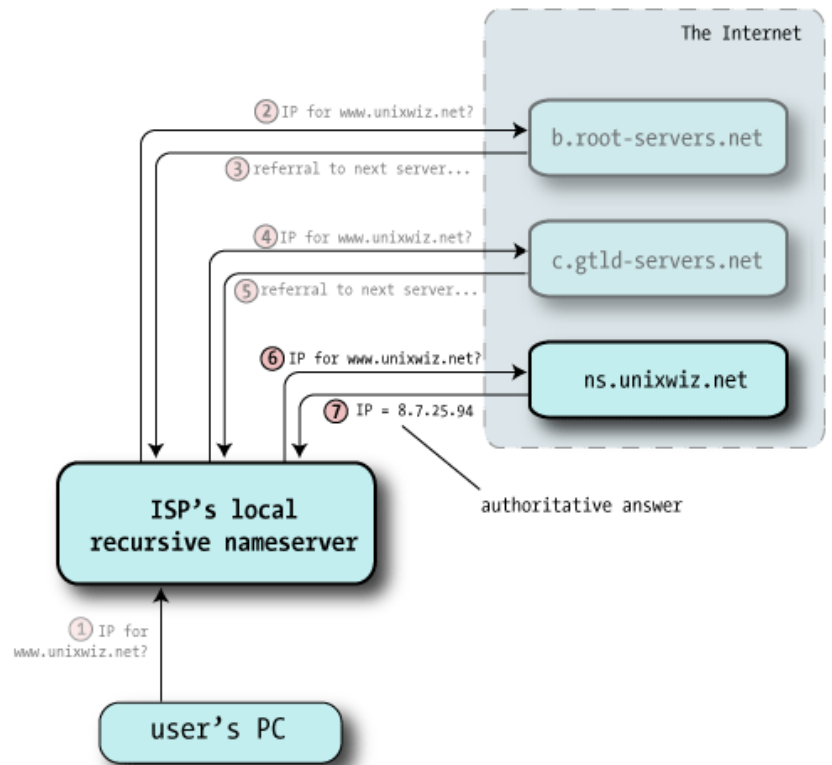 The Internet
2 IP for www.unixwiz.net?
b.root-servers.net
3 referral to next server...
4 IP for www.unixwiz.net?
c.gtld-servers.net
5 referral to next server...
6 IP for www.unixwiz.net?
ns.unixwiz.net
7 IP = 8.7.25.94
authoritative answer
ISP's local
recursive nameserver
1 IP for
www.unixwiz.net?
user's PC